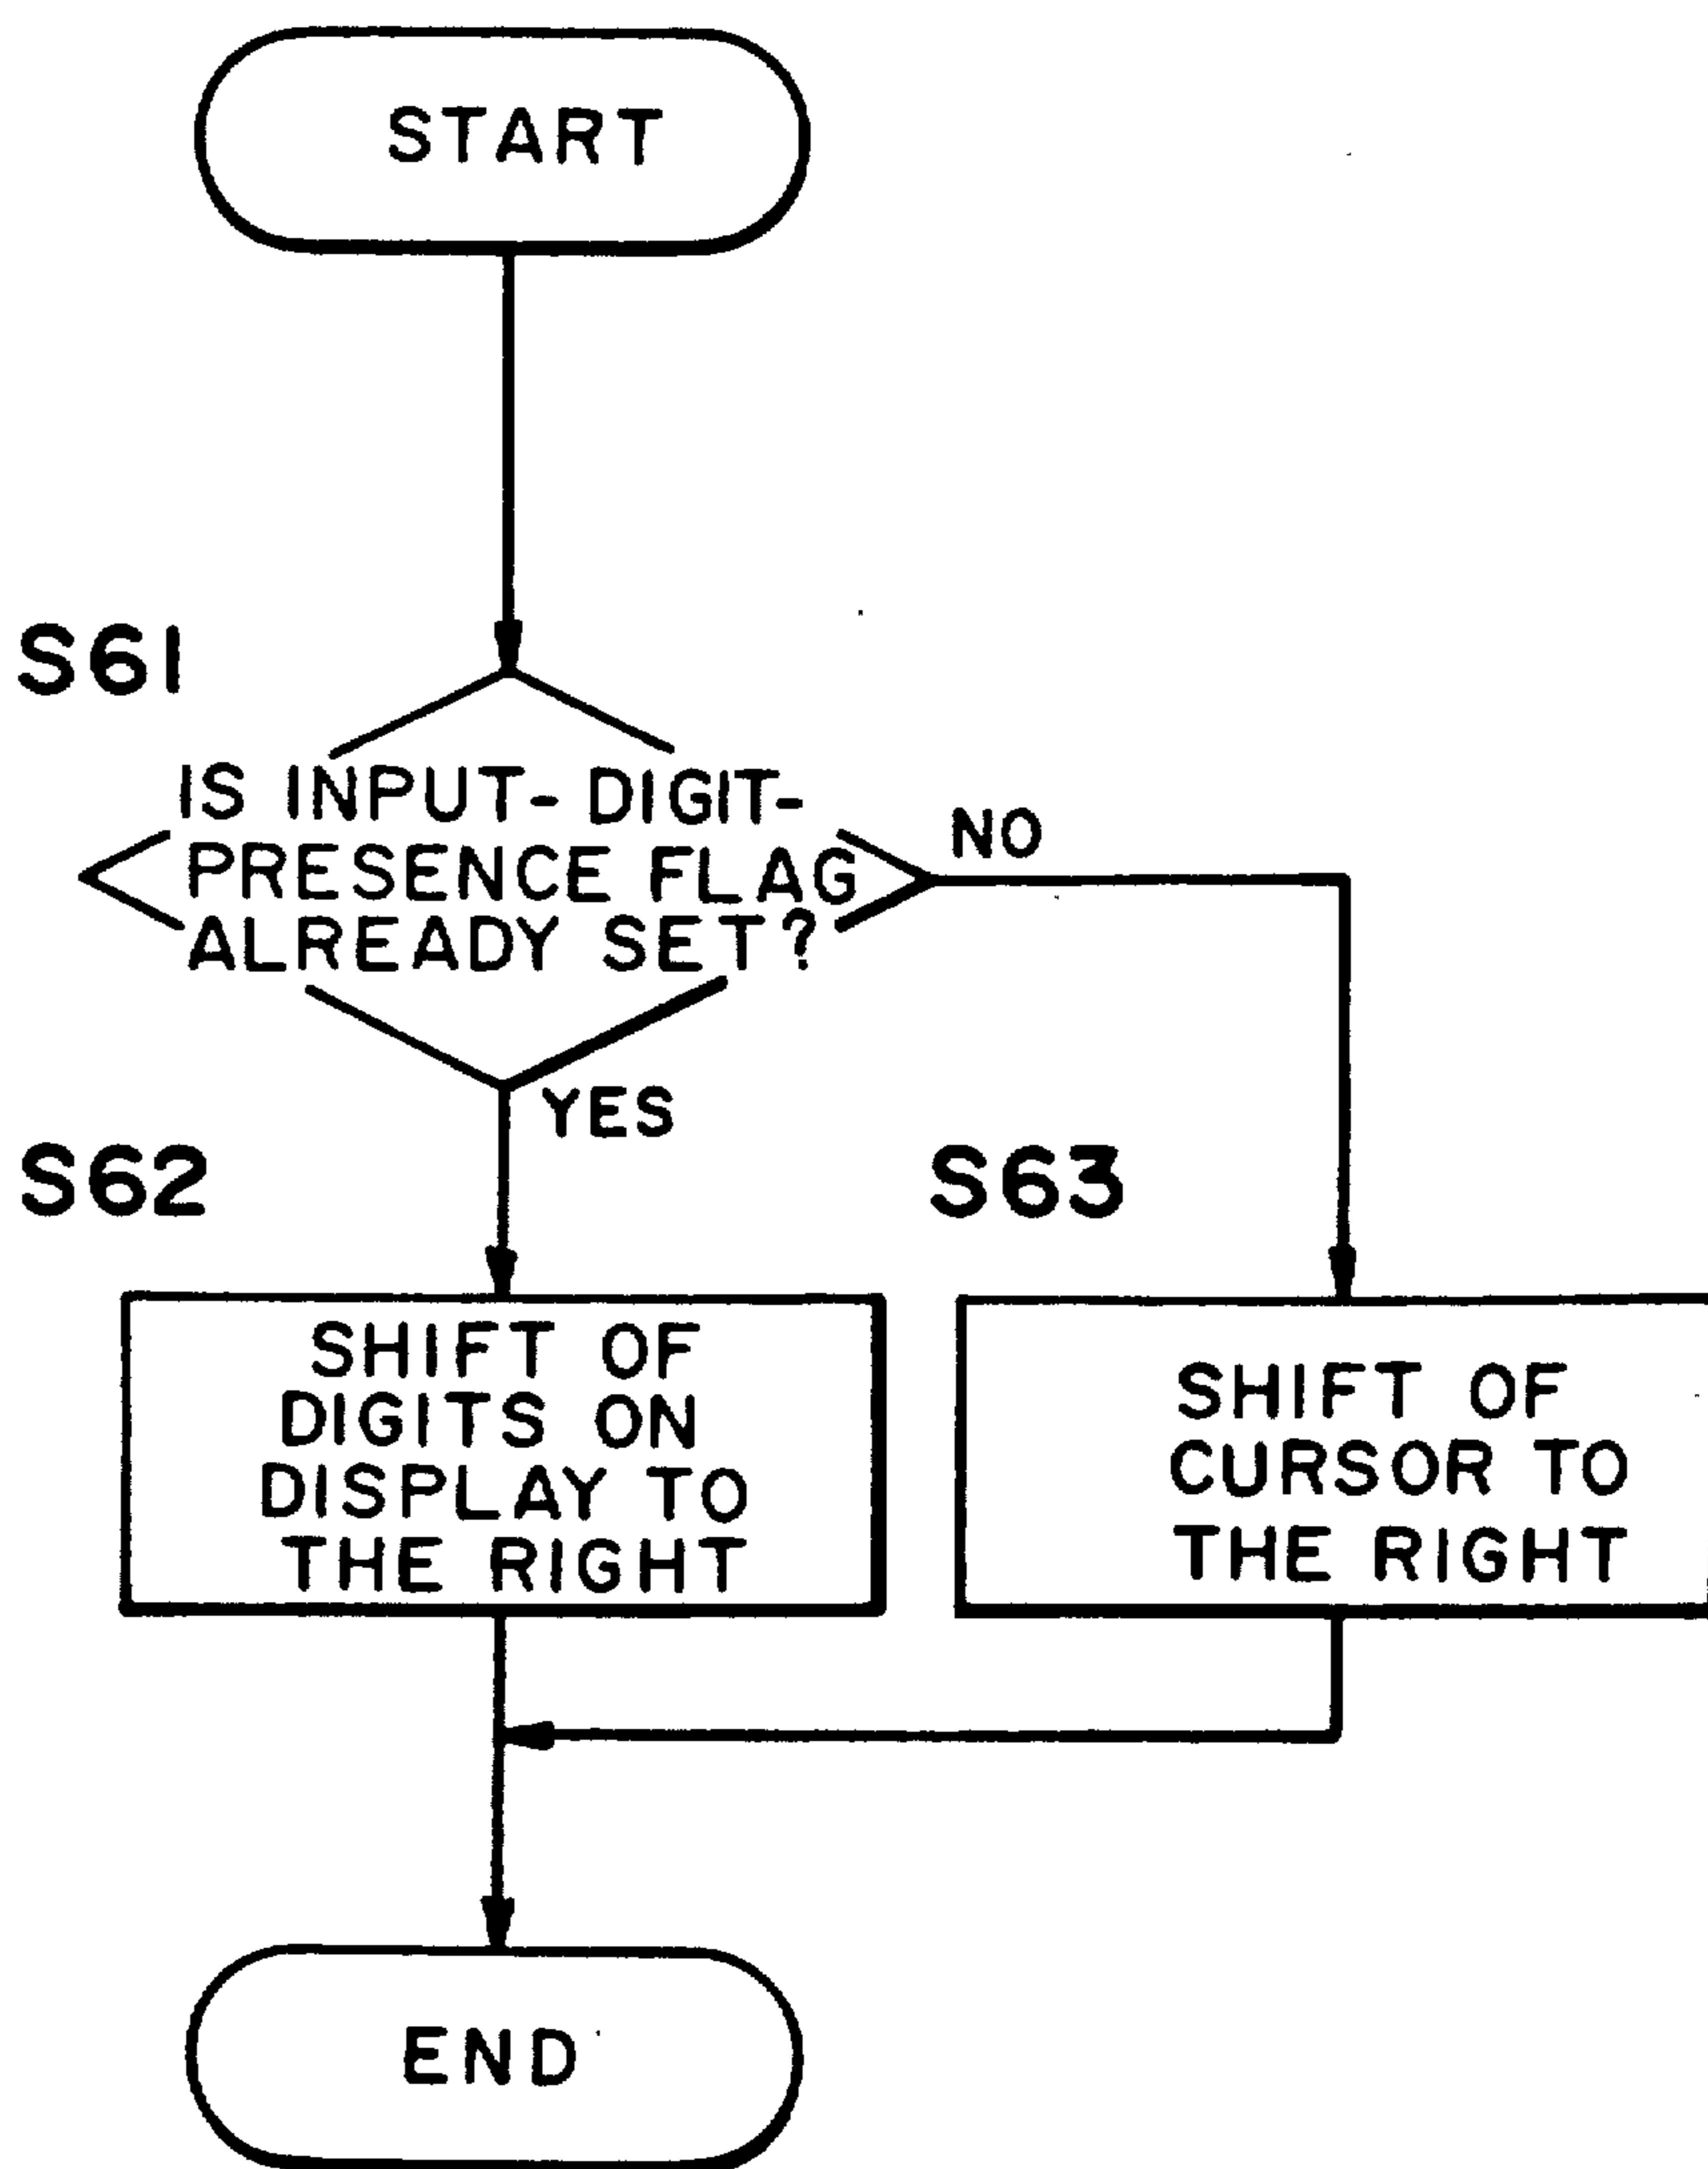 START
S61
IS INPUT-DIGIT-
PRESENCE FLAG
ALREADY SET?
NO
YES
S62
SHIFT OF
DIGITS ON
DISPLAY TO
THE RIGHT
S63
SHIFT OF
CURSOR TO
THE RIGHT
END